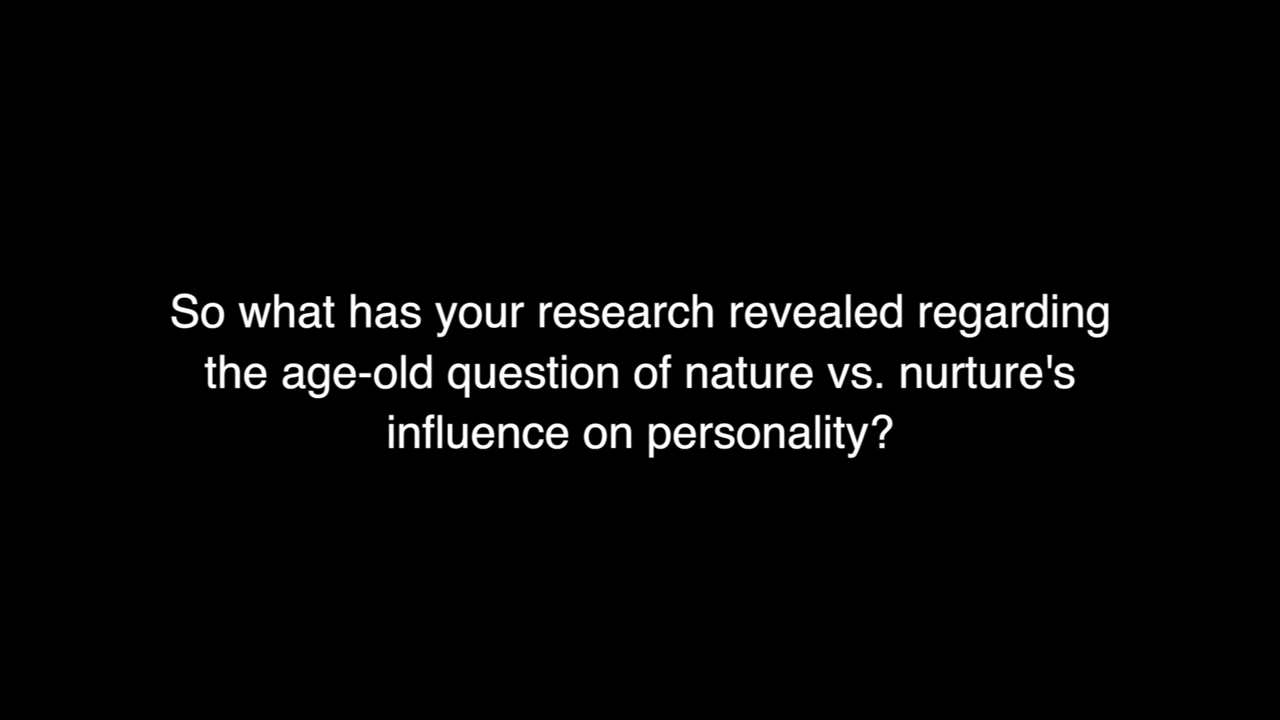 So what has your research revealed regarding
the age-old question of nature vs. nurture's
influence on personality?